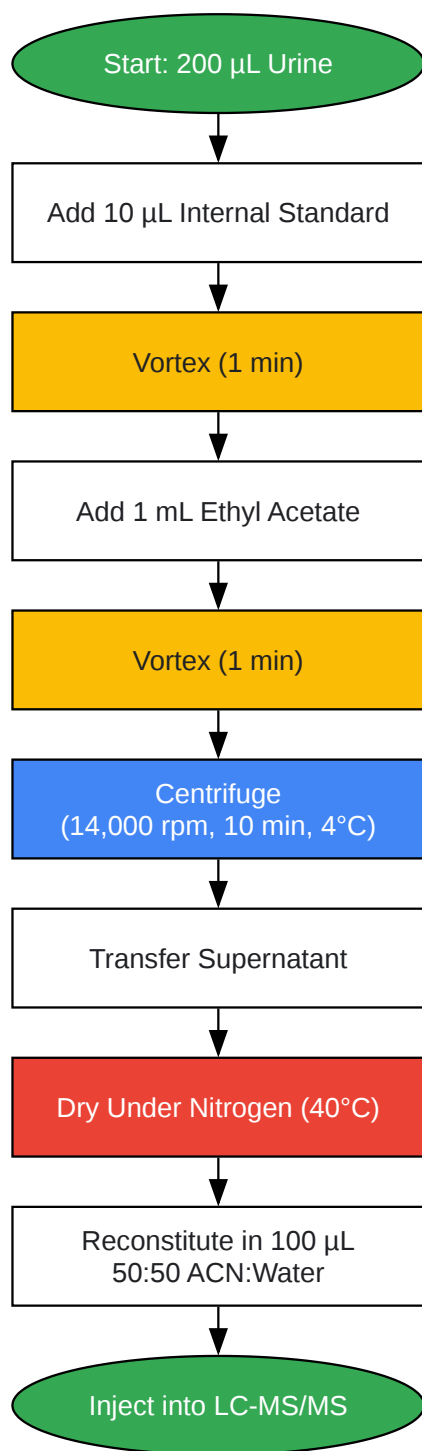 Start: 200 µL Urine
Add 10 µL Internal Standard
Vortex (1 min)
Add 1 mL Ethyl Acetate
Vortex (1 min)
Centrifuge
(14,000 rpm, 10 min, 4°C)
Transfer Supernatant
Dry Under Nitrogen (40°C)
Reconstitute in 100 µL
50:50 ACN:Water
Inject into LC-MS/MS